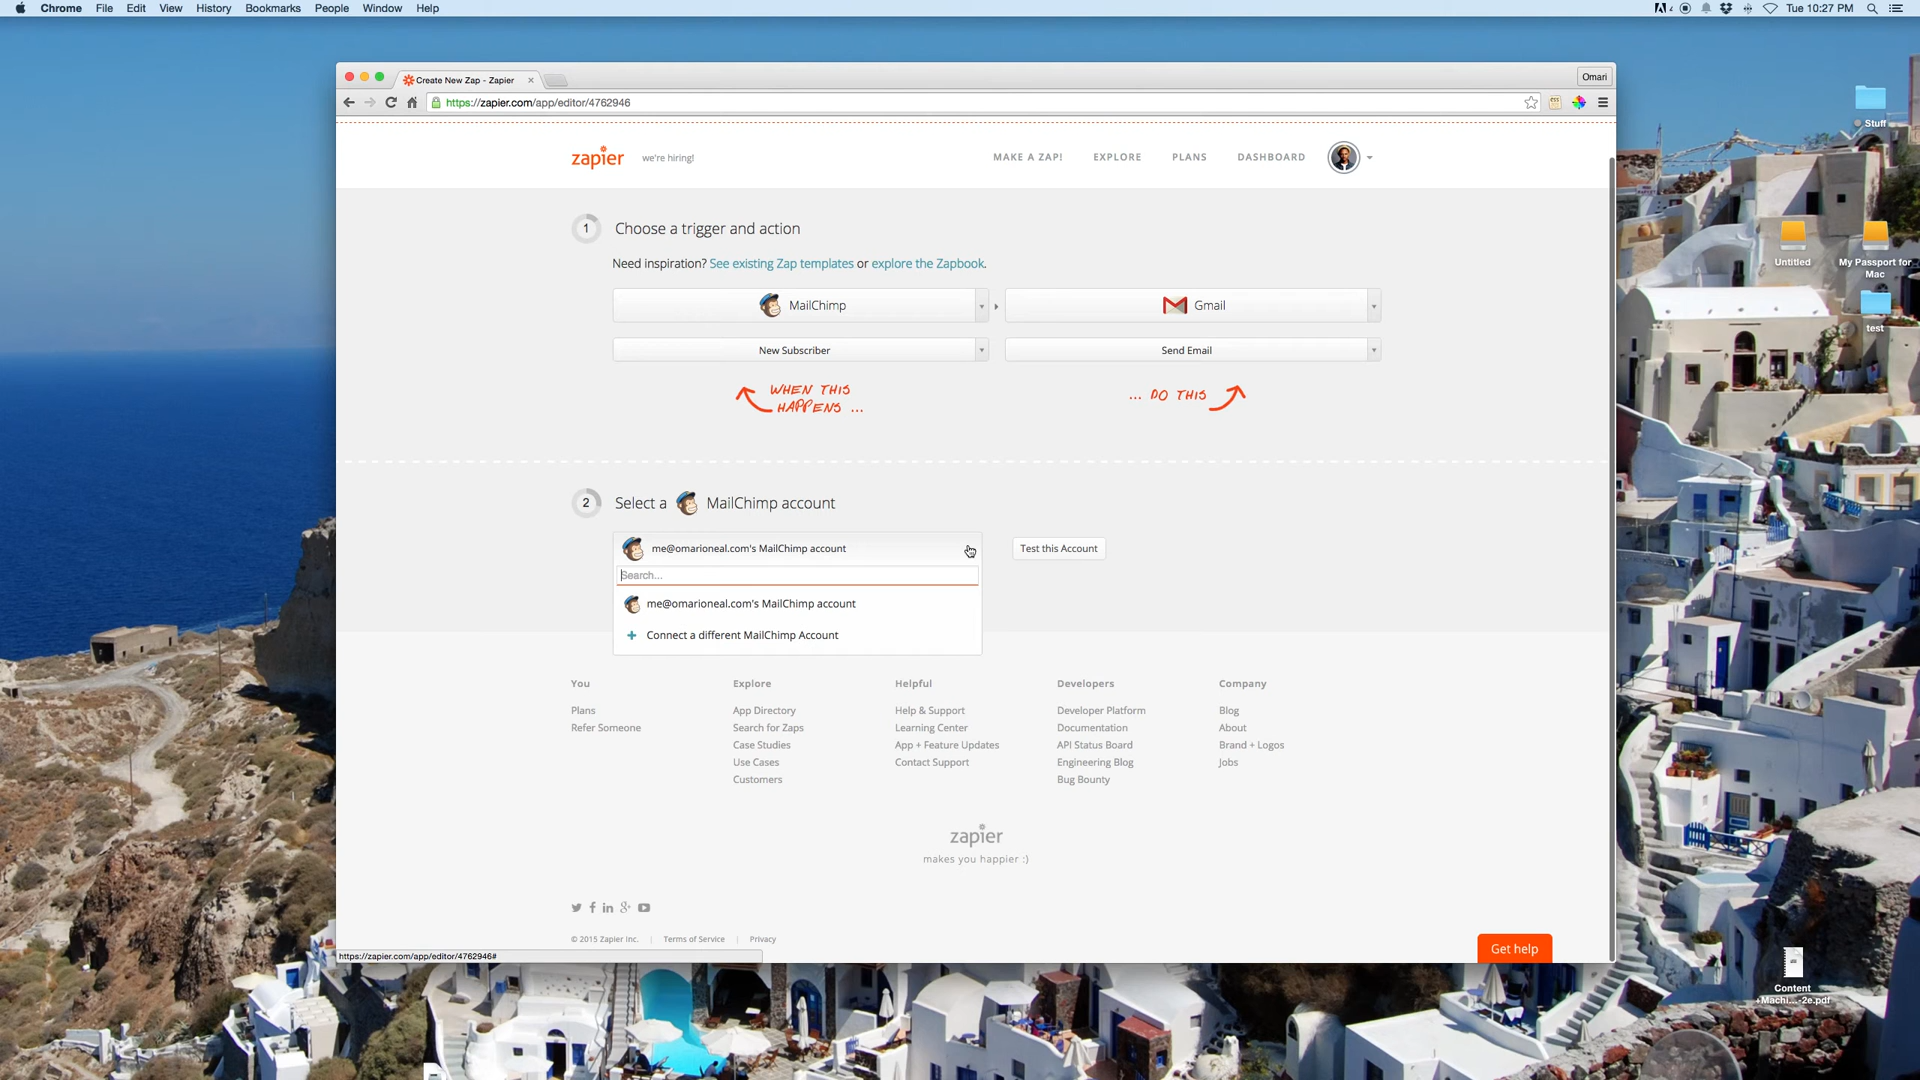 Chrome File Edit View History Bookmarks People Window Help
4 Tue 10:27 PM
Create New Zap - Zapier
Omari
https://zapier.com/app/editor/4762946
zapier we're hiring! MAKE A ZAP! EXPLORE PLANS DASHBOARD
1 Choose a trigger and action
Need inspiration? See existing Zap templates or explore the Zapbook.
MailChimp Gmail
New Subscriber Send Email
WHEN THIS
HAPPENS ...
... DO THIS
2 Select a MailChimp account
me@omarioneal.com's MailChimp account Test this Account
Search...
me@omarioneal.com's MailChimp account
+ Connect a different MailChimp Account
You Explore Helpful Developers Company
Plans App Directory Help & Support Developer Platform Blog
Refer Someone Search for Zaps Learning Center Documentation About
Case Studies App + Feature Updates API Status Board Brand + Logos
Use Cases Contact Support Engineering Blog Jobs
Customers Bug Bounty
zapier
makes you happier :)
© 2015 Zapier Inc. | Terms of Service | Privacy
Get help
https://zapier.com/app/editor/4762946#
Stuff
Untitled
My Passport for
Mac
test
Content
+Machi...-2e.pdf